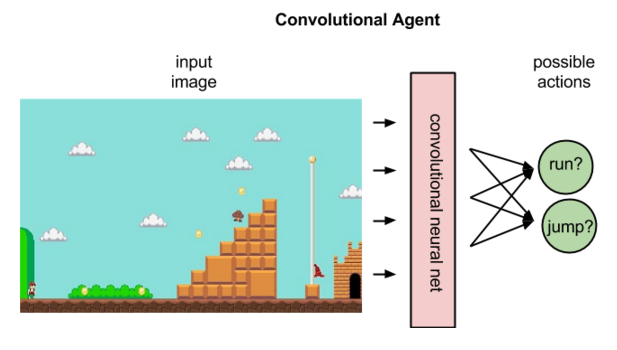 Convolutional Agent
input
image
possible
actions
convolutional neural net
run?
jump?